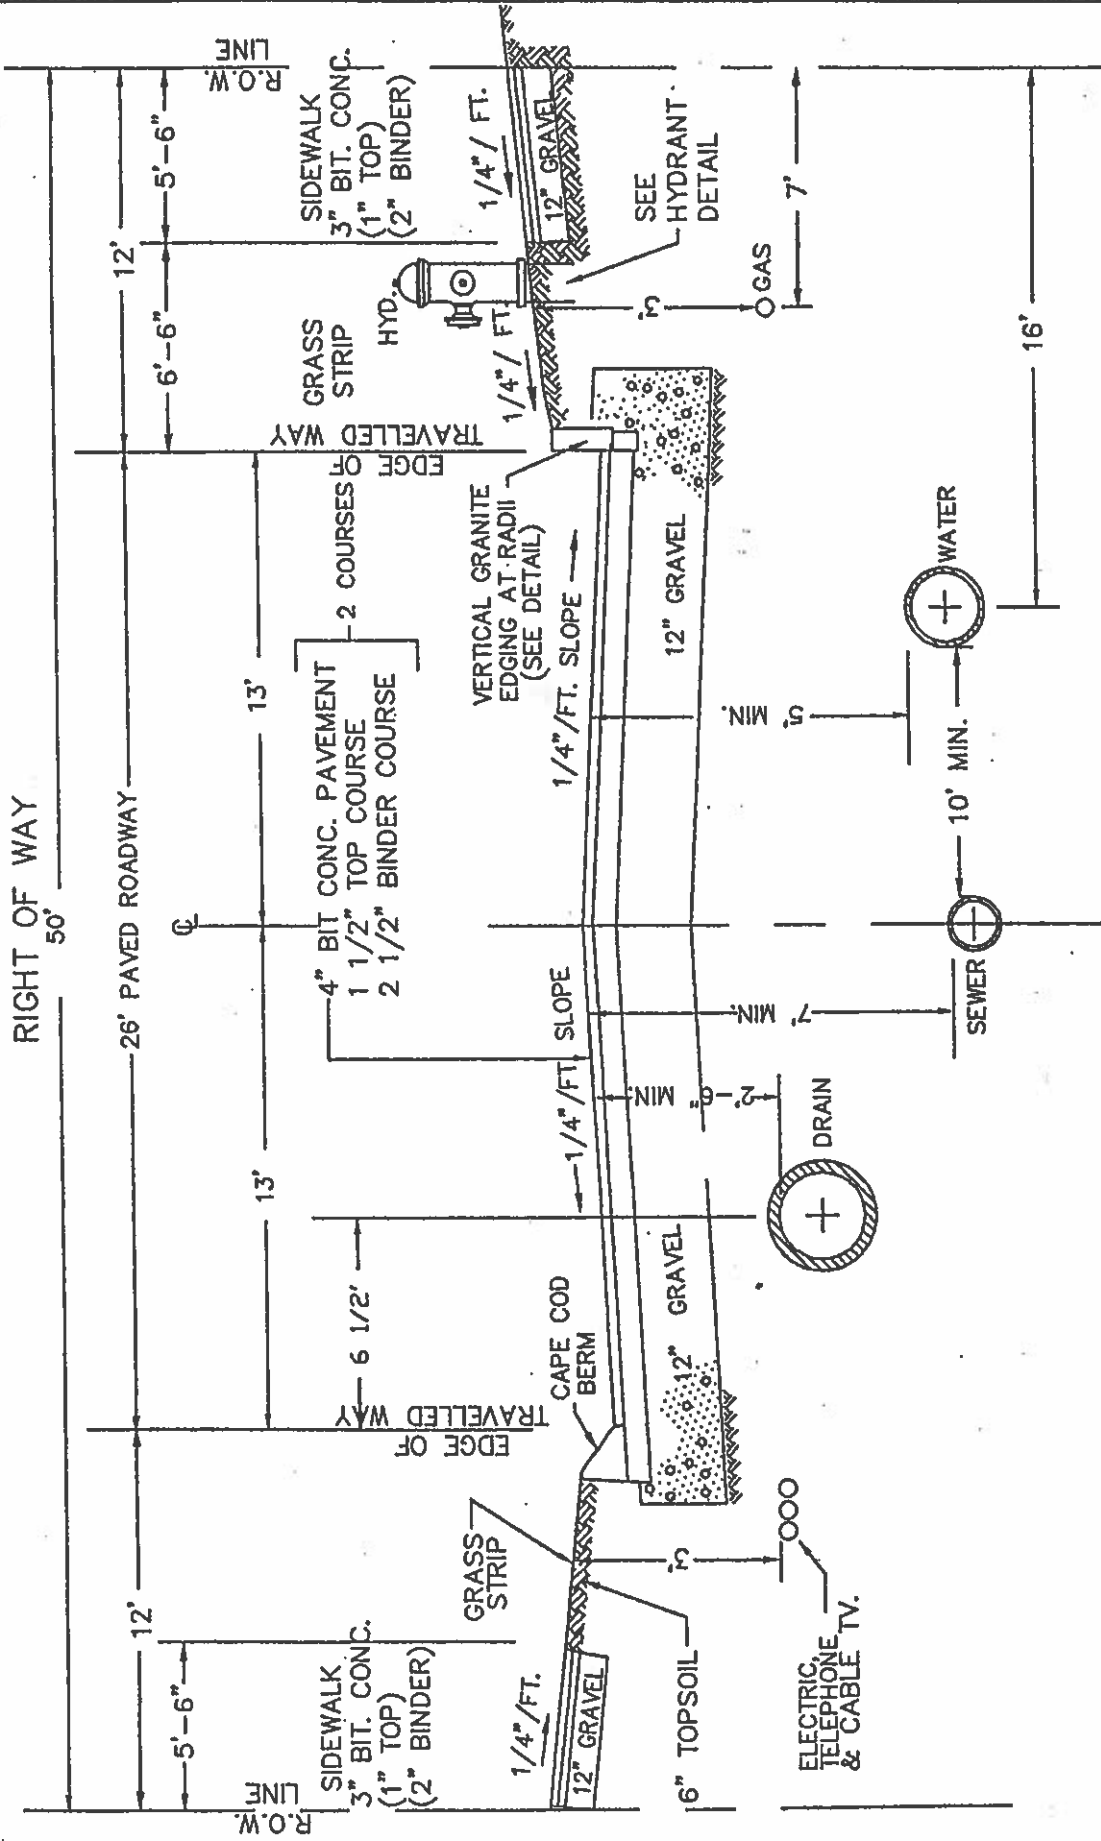 RIGHT OF WAY
50'
12'
26' PAVED ROADWAY
12'
5'-6"
6 1/2'
13'
13'
6'-6"
5'-6"
R.O.W.
LINE
SIDEWALK
3" BIT. CONC.
(1" TOP)
(2" BINDER)
GRASS
STRIP
EDGE OF
TRAVELLED WAY
CAPE COD
BERM
℄
4" BIT CONC. PAVEMENT
1 1/2" TOP COURSE
2 1/2" BINDER COURSE
2 COURSES
VERTICAL GRANITE
EDGING AT RADII
(SEE DETAIL)
EDGE OF
TRAVELLED WAY
GRASS
STRIP
HYD.
SIDEWALK
3" BIT. CONC.
(1" TOP)
(2" BINDER)
R.O.W.
LINE
1/4"/FT.
12" GRAVEL
1/4"/FT SLOPE
1/4"/FT. SLOPE
1/4"/ FT.
1/4"/ FT.
12" GRAVEL
12" GRAVEL
12" GRAVEL
6" TOPSOIL
3'
ELECTRIC,
TELEPHONE
& CABLE TV.
2'-6" MIN.
DRAIN
7' MIN.
SEWER
10' MIN.
5' MIN.
WATER
16'
3'
GAS
7'
SEE
HYDRANT
DETAIL